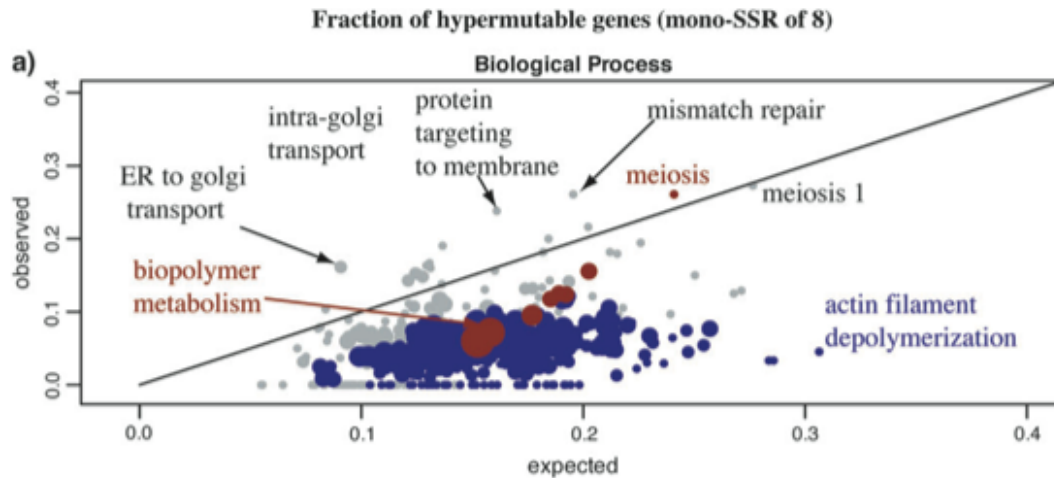 Fraction of hypermutable genes (mono-SSR of 8)
a)
Biological Process
0.4
0.3
0.2
0.1
0.0
observed
intra-golgi
transport
protein
targeting
to membrane
mismatch repair
ER to golgi
transport
meiosis
meiosis 1
biopolymer
metabolism
actin filament
depolymerization
0.0 0.1 0.2 0.3 0.4
expected